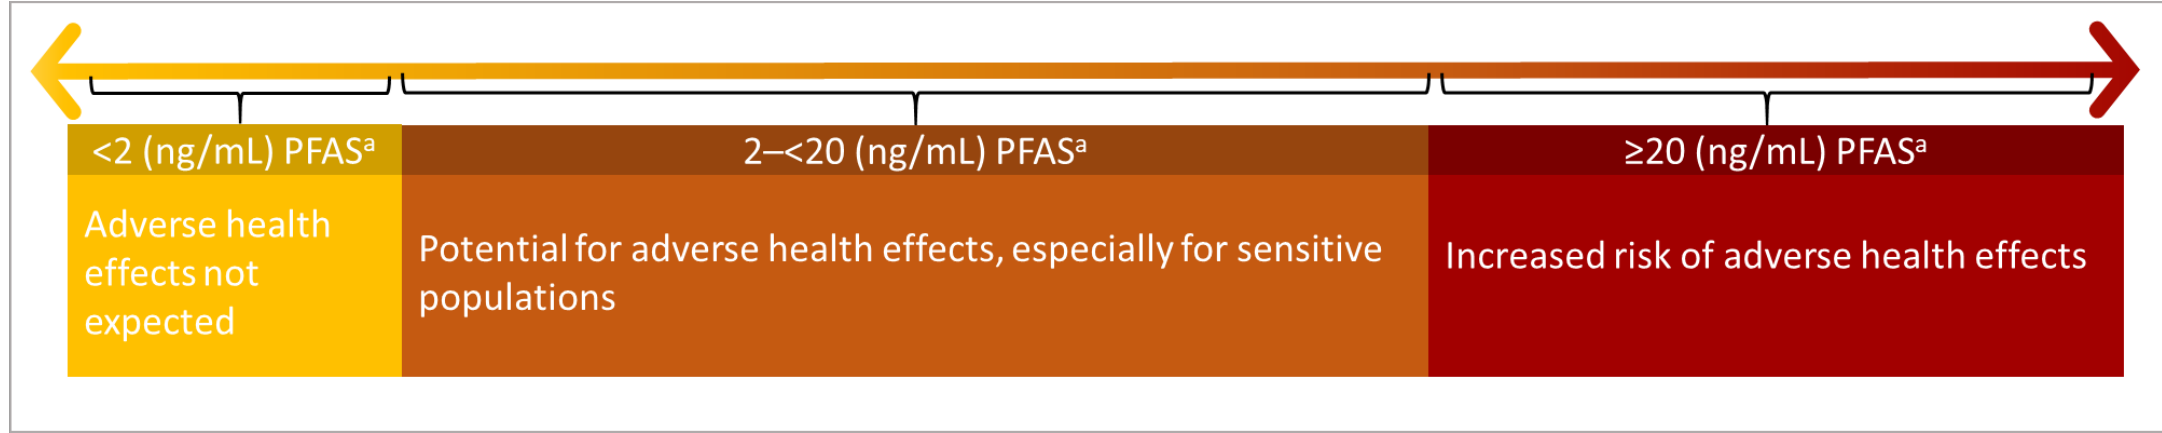 <2 (ng/mL) PFASᵃ
2–<20 (ng/mL) PFASᵃ
≥20 (ng/mL) PFASᵃ
Adverse health
effects not
expected
Potential for adverse health effects, especially for sensitive
populations
Increased risk of adverse health effects